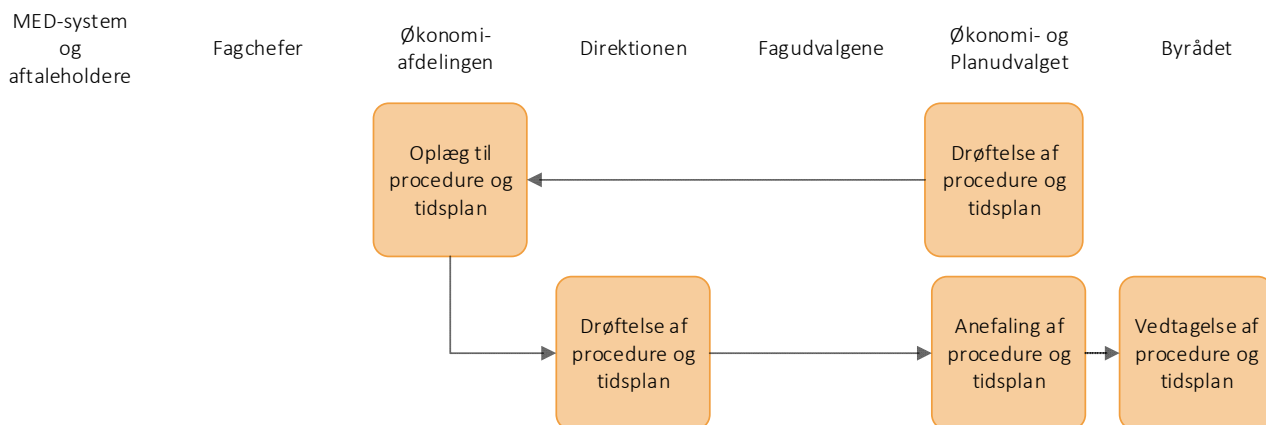 MED-system
og
aftaleholdere
Fagchefer
Økonomi-
afdelingen
Direktionen
Fagudvalgene
Økonomi- og
Planudvalget
Byrådet
Oplæg til
procedure og
tidsplan
Drøftelse af
procedure og
tidsplan
Drøftelse af
procedure og
tidsplan
Anefaling af
procedure og
tidsplan
Vedtagelse af
procedure og
tidsplan